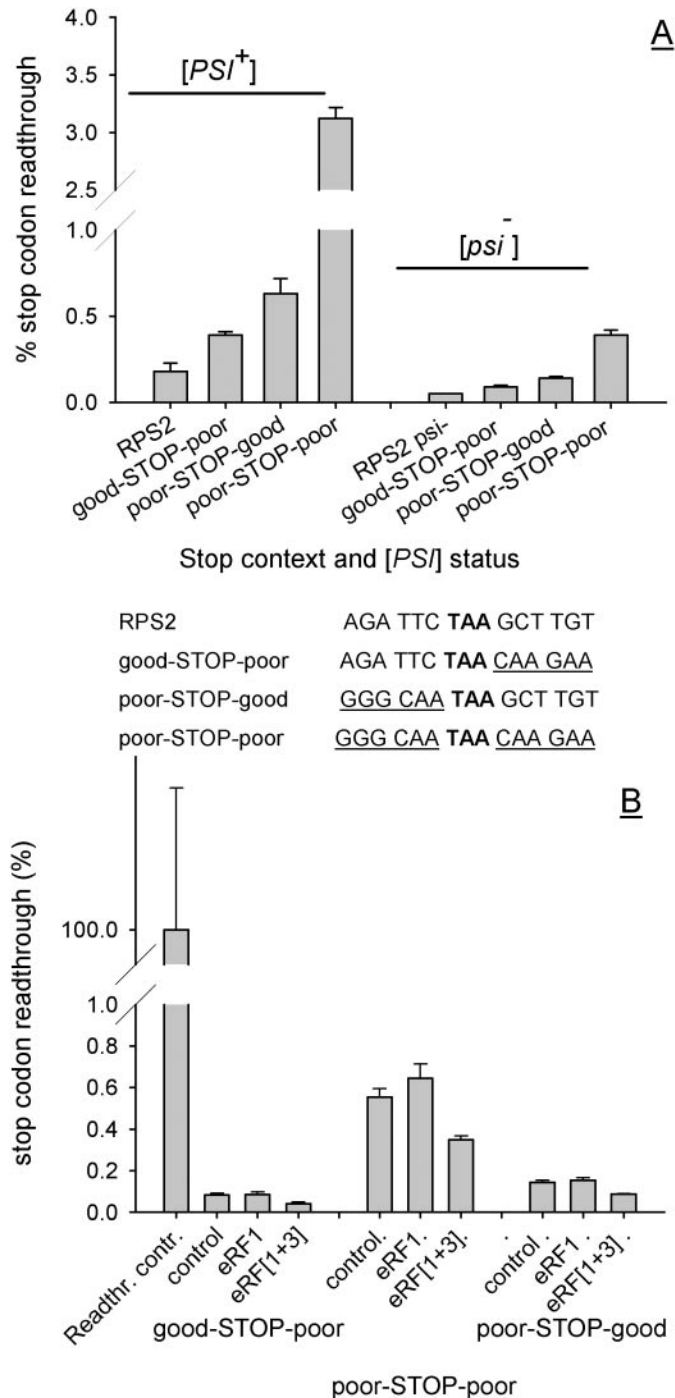 A
[PSI+]
[psi-]
% stop codon readthrough
4.0
3.5
3.0
2.5
1.0
0.5
0.0
RPS2
good-STOP-poor
poor-STOP-good
poor-STOP-poor
RPS2 psi-
good-STOP-poor
poor-STOP-good
poor-STOP-poor
Stop context and [PSI] status
RPS2 AGA TTC TAA GCT TGT
good-STOP-poor AGA TTC TAA CAA GAA
poor-STOP-good GGG CAA TAA GCT TGT
poor-STOP-poor GGG CAA TAA CAA GAA
B
stop codon readthrough (%)
100.0
1.0
0.8
0.6
0.4
0.2
0.0
Readthr. contr.
control
eRF1
eRF[1+3]
control.
eRF1.
eRF[1+3].
.
control .
eRF1 .
eRF[1+3] .
good-STOP-poor
poor-STOP-good
poor-STOP-poor